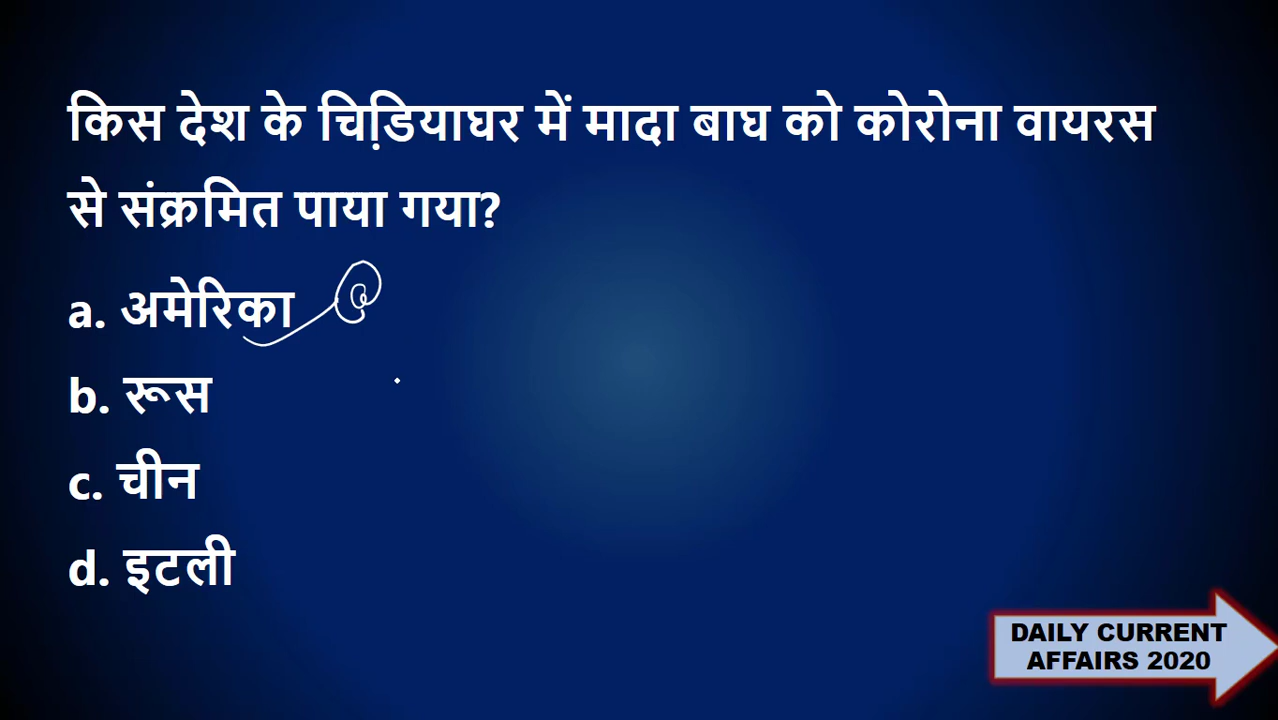 किस देश के चिड़ियाघर में मादा बाघ को कोरोना वायरस
से संक्रमित पाया गया?
a. अमेरिका
b. रूस
c. चीन
d. इटली
DAILY CURRENT
AFFAIRS 2020